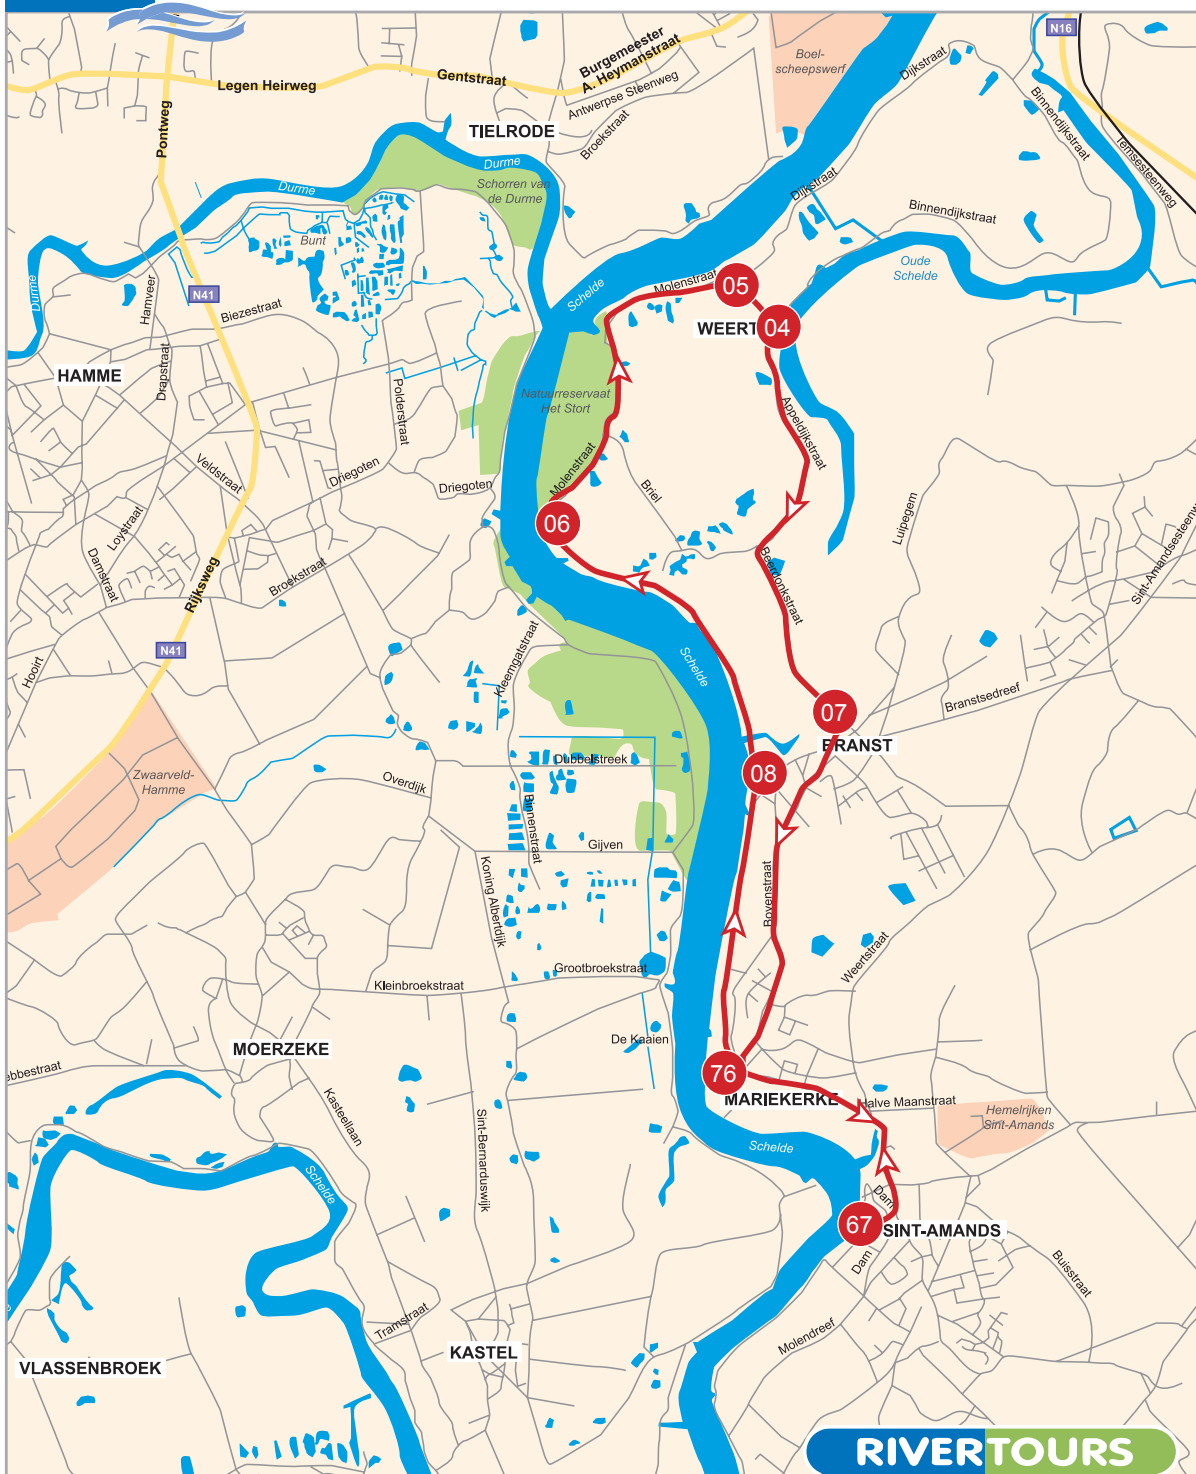 N16
Burgemeester
A. Heymanstraat
Boel-
scheepswerf
Gentstraat
Legen Heirweg
Dijkstraat
Antwerpse Steenweg
Binnendijkstraat
Pontweg
TIELRODE
Broekstraat
Temsesteenweg
Durme
Durme
Schorren van
de Durme
Dijkstraat
Binnendijkstraat
Bunt
Oude
Schelde
Durme
Hamveer
N41
Biezestraat
Schelde
Molenstraat
05
WEERT
04
HAMME
Drapstraat
Polderstraat
Natuurreservaat
Het Stort
Appeldijkstraat
Veldstraat
Driegoten
Driegoten
Molenstraat
Briel
Luipegem
Loystraat
Damstraat
06
Rijksweg
Broekstraat
Beerdonkstraat
Sint-Amandsesteenw
N41
Hooirt
Kleemgatstraat
Schelde
Branstsedreef
07
BRANST
Zwaarveld-
Hamme
Overdijk
Dubbelstreek
08
Binnenstraat
Gijven
Koning Albertdijk
Bovenstraat
Weertstraat
Grootbroekstraat
Kleinbroekstraat
De Kaaien
MOERZEKE
ebbestraat
76
MARIEKERKE
Halve Maanstraat
Hemelrijken
Sint-Amands
Kasteellaan
Sint-Bernarduswijk
Schelde
Schelde
Dam
67
SINT-AMANDS
Dam
Buisstraat
Tramstraat
Molendreef
KASTEL
VLASSENBROEK
RIVERTOURS